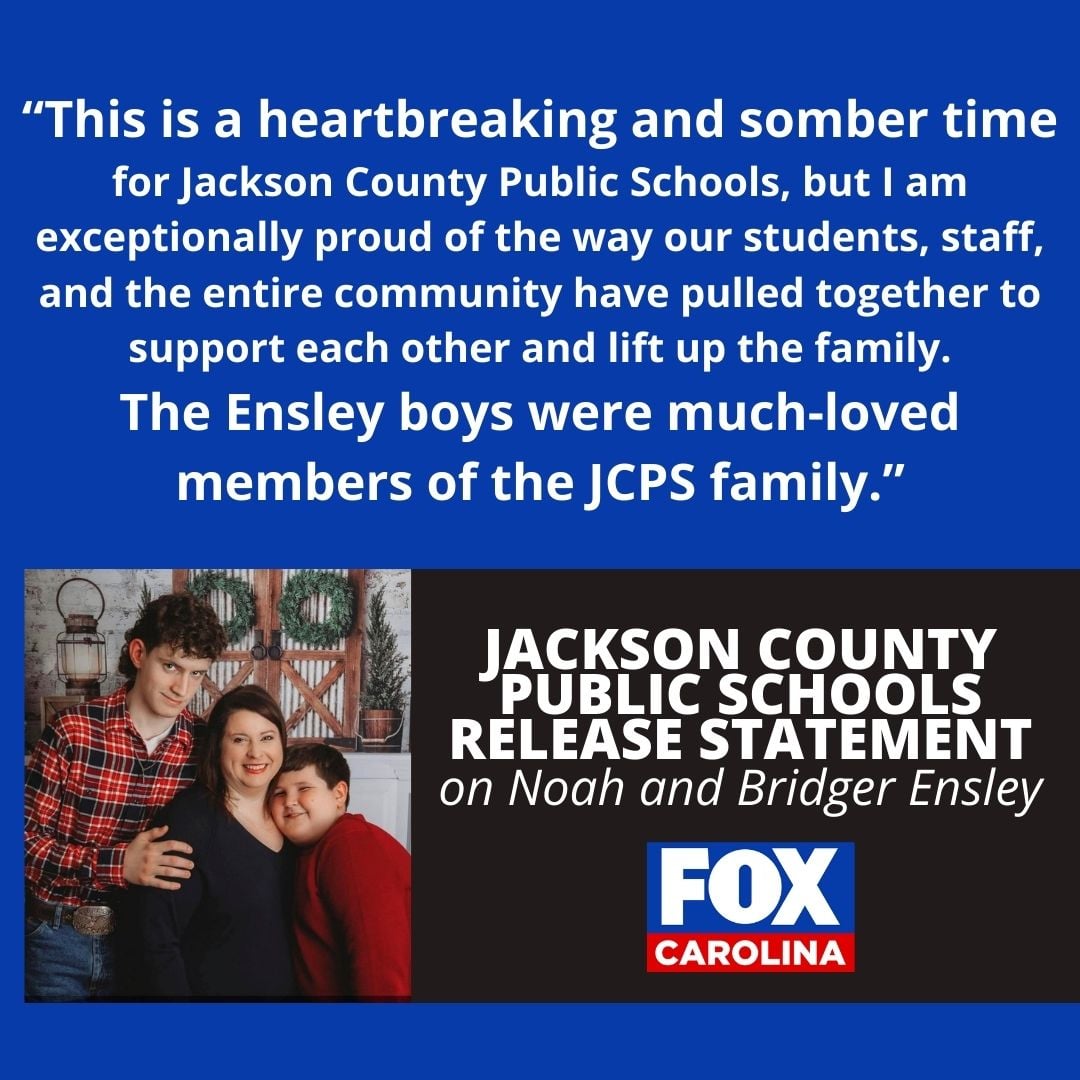 “This is a heartbreaking and somber time
for Jackson County Public Schools, but I am
exceptionally proud of the way our students, staff,
and the entire community have pulled together to
support each other and lift up the family.
The Ensley boys were much-loved
members of the JCPS family.”
JACKSON COUNTY
PUBLIC SCHOOLS
RELEASE STATEMENT
on Noah and Bridger Ensley
FOX
CAROLINA